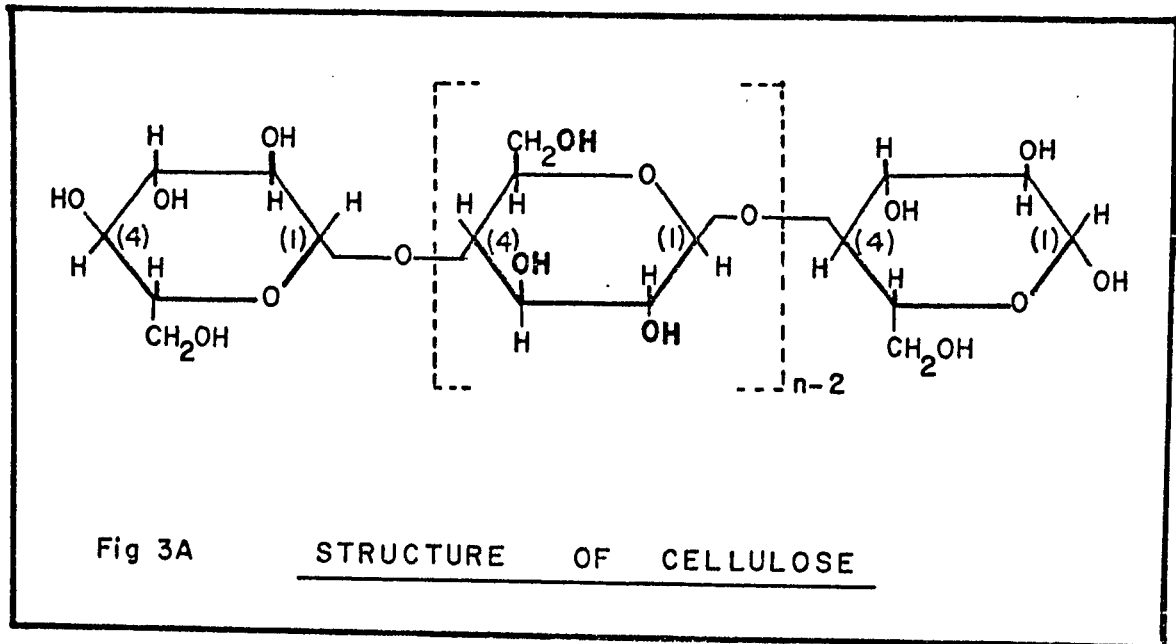 H OH CH2OH O H OH
HO OH H H H O OH H H
(4) (1) H (4) (1) (4) (1)
H H O O OH H H H H O OH
CH2OH H OH CH2OH
n-2
Fig 3A STRUCTURE OF CELLULOSE